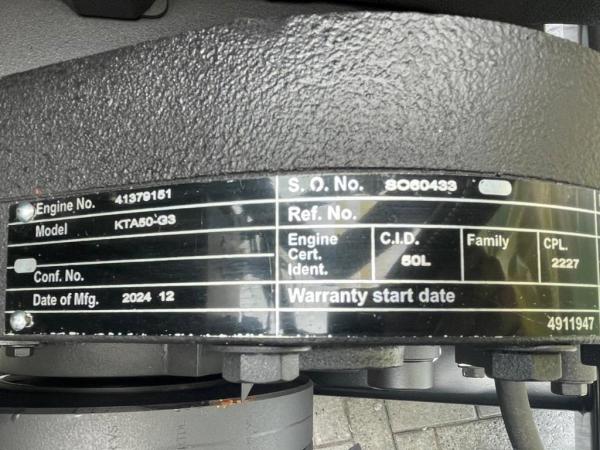 Engine No. 41379151
Model KTA50-G3
Conf. No.
Date of Mfg. 2024 12
S. O. No. SO60433
Ref. No.
Engine Cert. Ident.
C.I.D. 50L
Family
CPL. 2227
Warranty start date
4911947